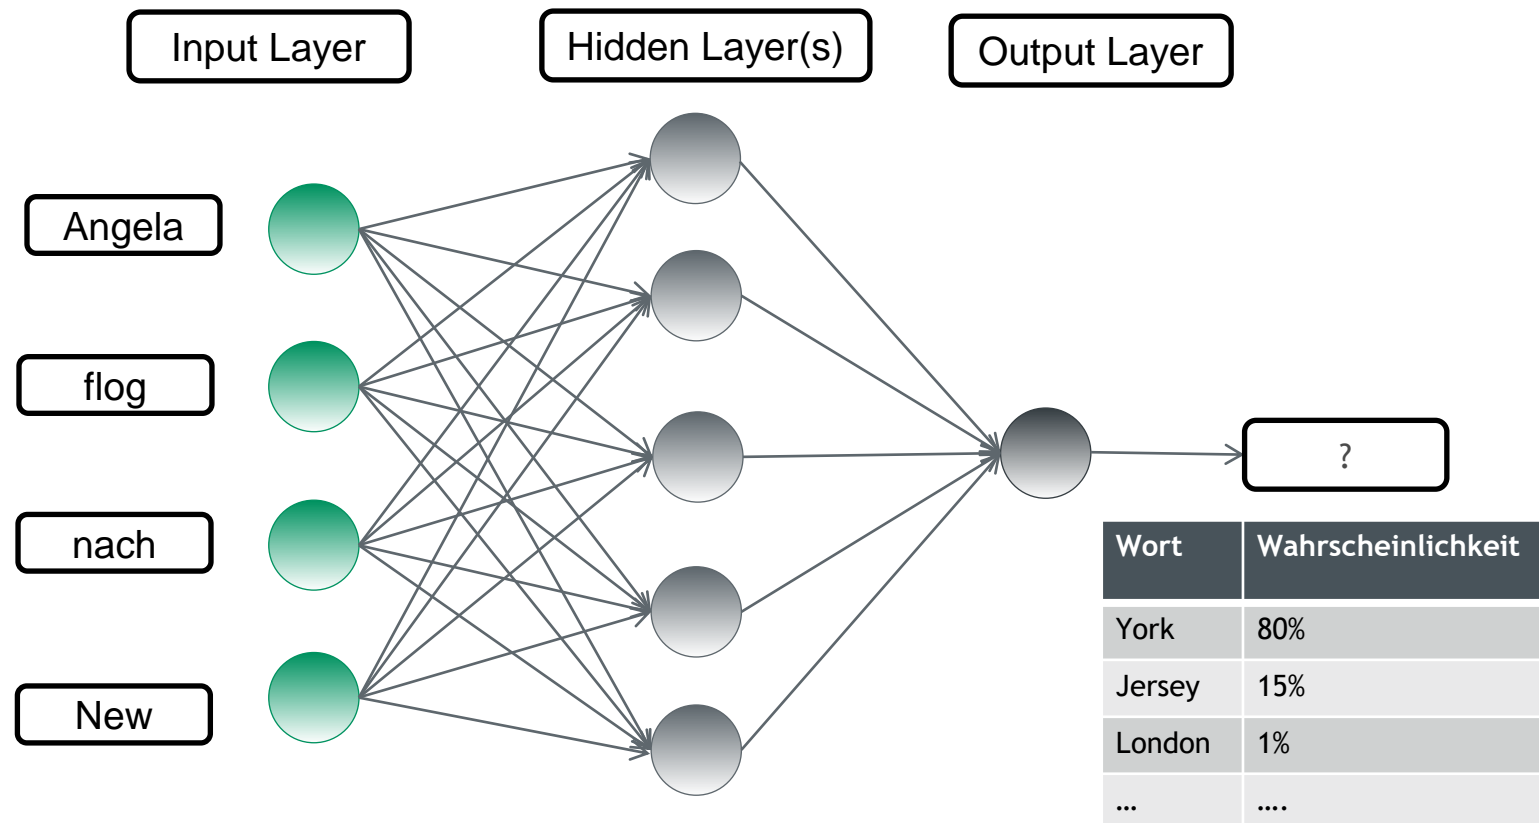 Input Layer
Hidden Layer(s)
Output Layer
Angela
flog
nach
New
?
Wort Wahrscheinlichkeit
York 80%
Jersey 15%
London 1%
... ....